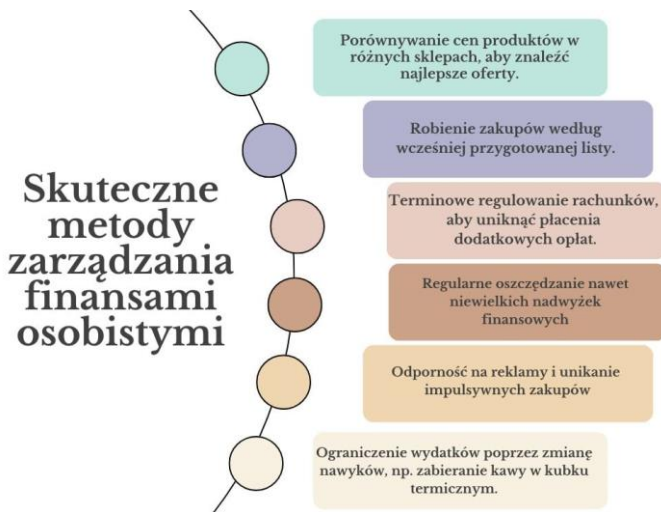 Skuteczne
metody
zarządzania
finansami
osobistymi
Porównywanie cen produktów w
różnych sklepach, aby znaleźć
najlepsze oferty.
Robienie zakupów według
wcześniej przygotowanej listy.
Terminowe regulowanie rachunków,
aby uniknąć płacenia
dodatkowych opłat.
Regularne oszczędzanie nawet
niewielkich nadwyżek
finansowych
Odporność na reklamy i unikanie
impulsywnych zakupów
Ograniczenie wydatków poprzez zmianę
nawyków, np. zabieranie kawy w kubku
termicznym.